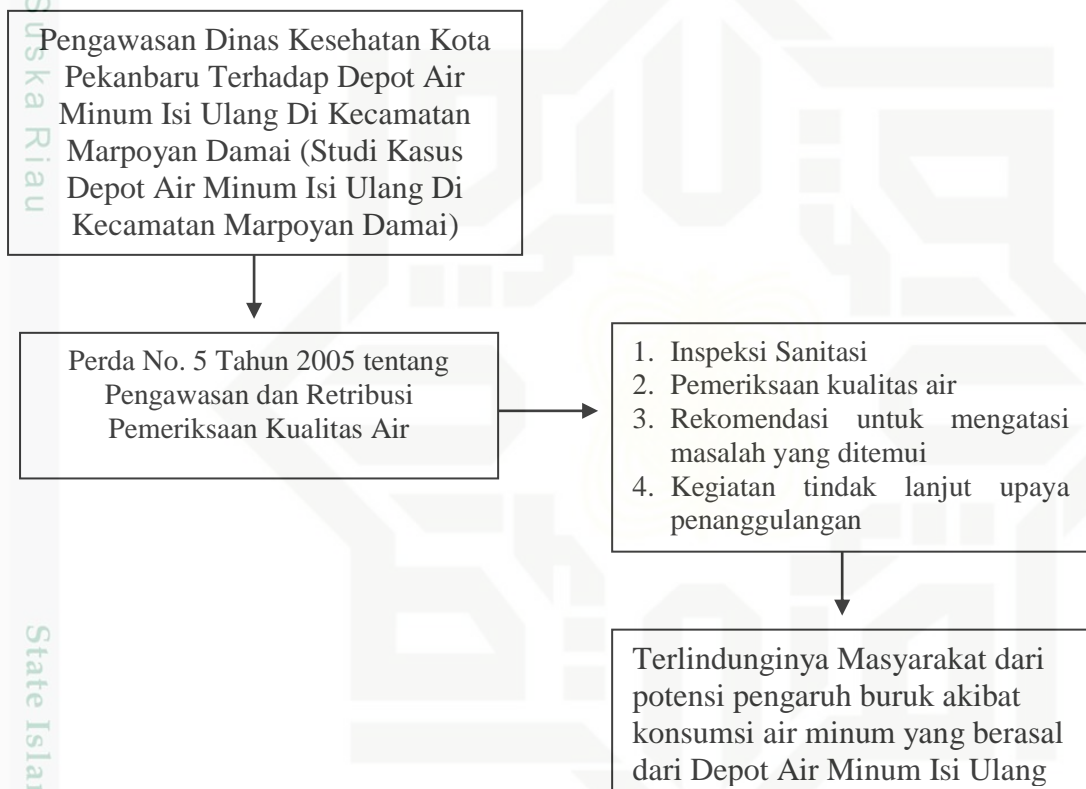 Pengawasan Dinas Kesehatan Kota
Pekanbaru Terhadap Depot Air
Minum Isi Ulang Di Kecamatan
Marpoyan Damai (Studi Kasus
Depot Air Minum Isi Ulang Di
Kecamatan Marpoyan Damai)
Perda No. 5 Tahun 2005 tentang
Pengawasan dan Retribusi
Pemeriksaan Kualitas Air
1. Inspeksi Sanitasi
2. Pemeriksaan kualitas air
3. Rekomendasi untuk mengatasi
masalah yang ditemui
4. Kegiatan tindak lanjut upaya
penanggulangan
Terlindunginya Masyarakat dari
potensi pengaruh buruk akibat
konsumsi air minum yang berasal
dari Depot Air Minum Isi Ulang
Suska Riau
State